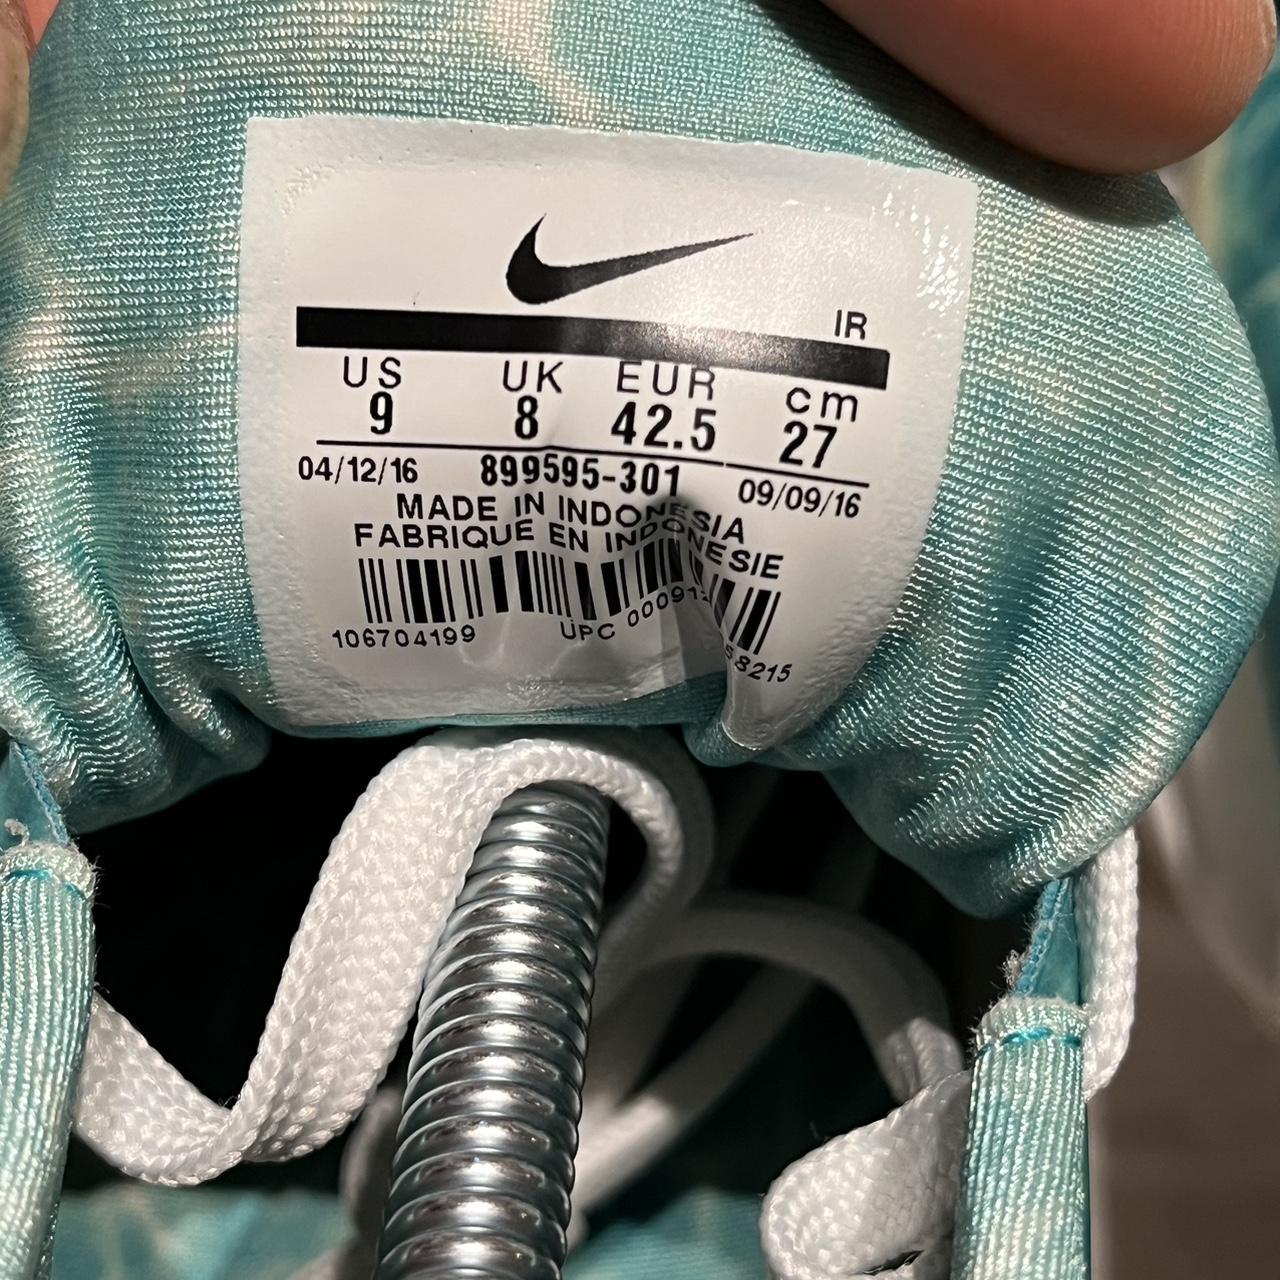 IR
US UK EUR cm
9 8 42.5 27
04/12/16 899595-301 09/09/16
MADE IN INDONESIA
FABRIQUE EN INDONESIE
106704199 UPC